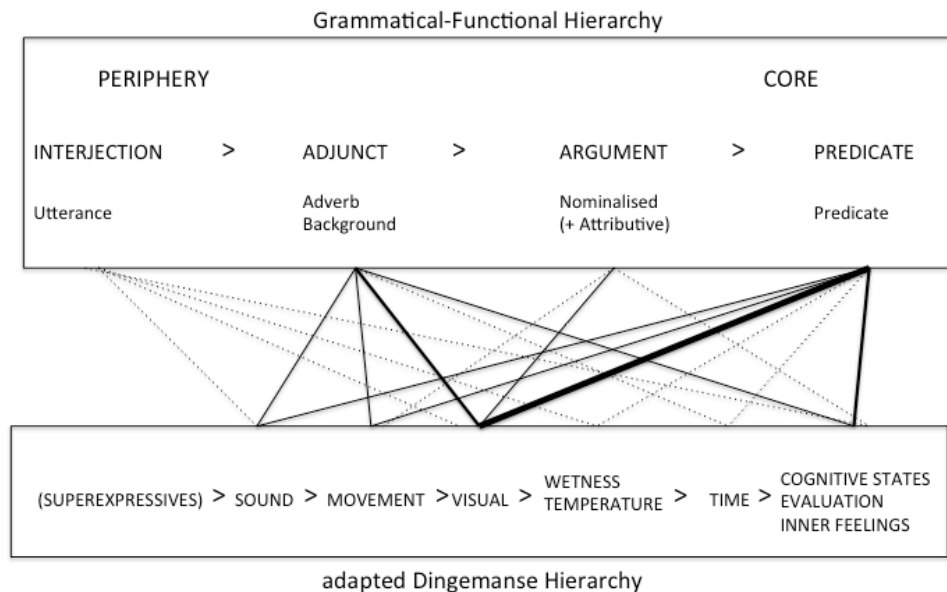 Grammatical-Functional Hierarchy
PERIPHERY CORE
INTERJECTION > ADJUNCT > ARGUMENT > PREDICATE
Utterance Adverb Nominalised Predicate
Background (+ Attributive)
(SUPEREXPRESSIVES) > SOUND > MOVEMENT > VISUAL > WETNESS TEMPERATURE > TIME > COGNITIVE STATES
EVALUATION
INNER FEELINGS
adapted Dingemanse Hierarchy